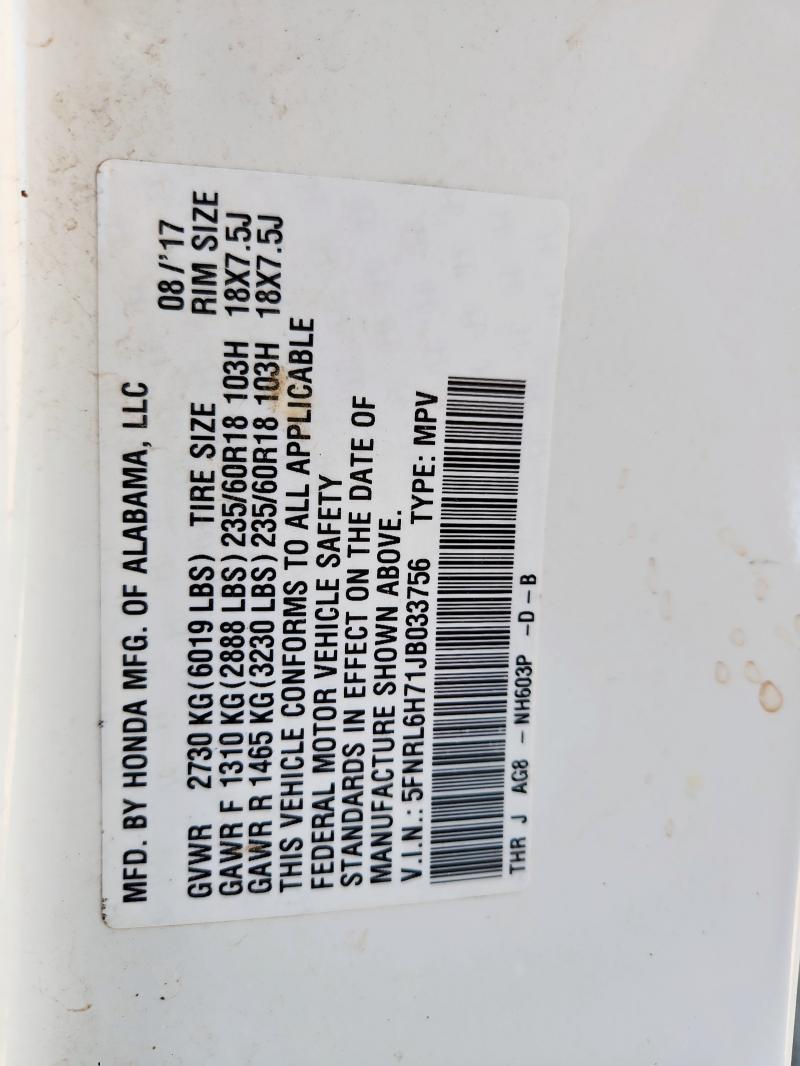 MFD. BY HONDA MFG. OF ALABAMA, LLC
08/'17
GVWR 2730 KG (6019 LBS) TIRE SIZE RIM SIZE
GAWR F 1310 KG (2888 LBS) 235/60R18 103H 18X7.5J
GAWR R 1465 KG (3230 LBS) 235/60R18 103H 18X7.5J
THIS VEHICLE CONFORMS TO ALL APPLICABLE
FEDERAL MOTOR VEHICLE SAFETY
STANDARDS IN EFFECT ON THE DATE OF
MANUFACTURE SHOWN ABOVE.
V.I.N.: 5FNRL6H71JB033756 TYPE: MPV
THR J AG8 - NH603P -D-B